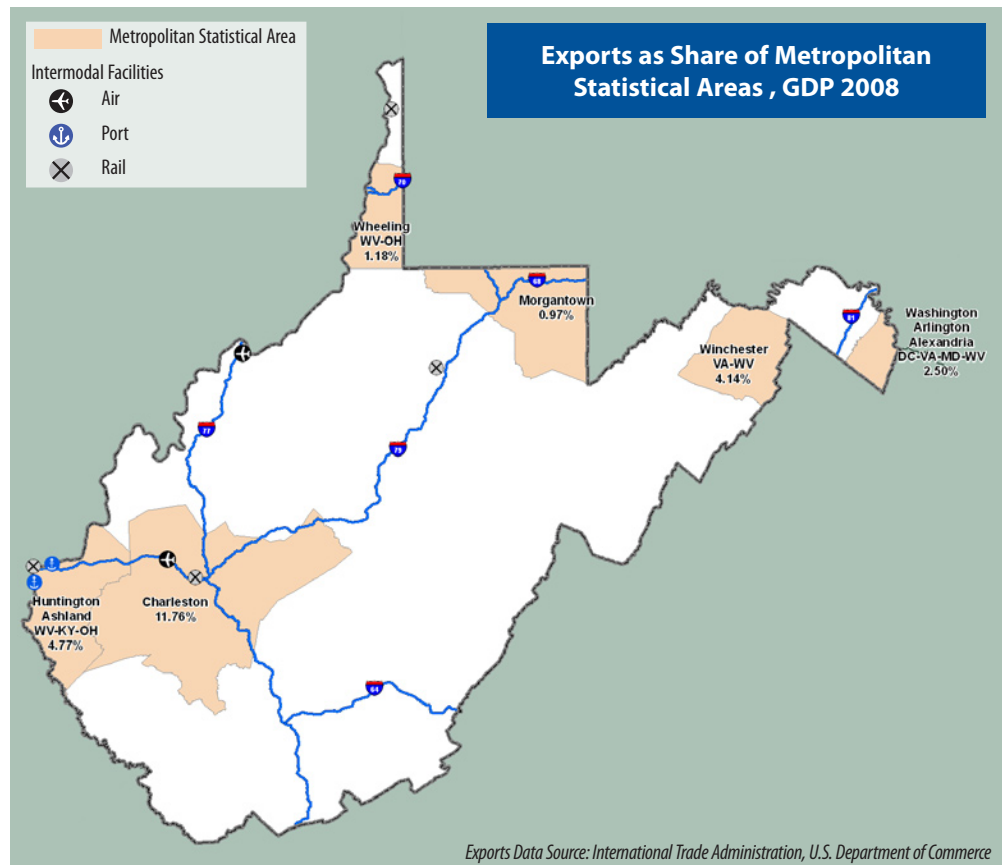 Metropolitan Statistical Area
Intermodal Facilities
Air
Port
Rail
Exports as Share of Metropolitan
Statistical Areas , GDP 2008
70
Wheeling
WV-OH
1.18%
68
Morgantown
0.97%
81
Washington
Arlington
Alexandria
DC-VA-MD-WV
2.50%
Winchester
VA-WV
4.14%
77
79
Huntington
Ashland
WV-KY-OH
4.77%
Charleston
11.76%
64
Exports Data Source: International Trade Administration, U.S. Department of Commerce